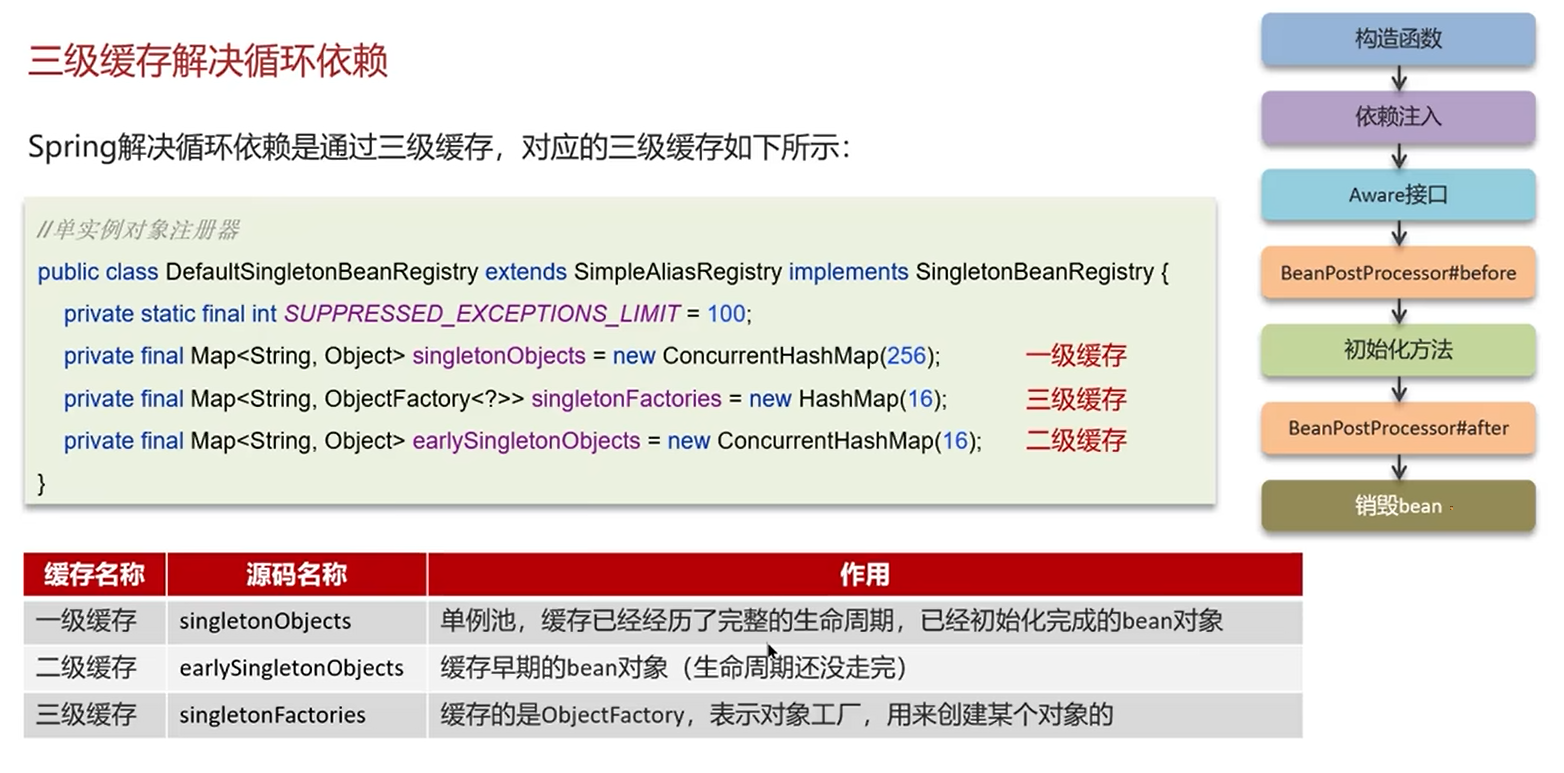 三级缓存解决循环依赖
Spring解决循环依赖是通过三级缓存，对应的三级缓存如下所示：
//单实例对象注册器
public class DefaultSingletonBeanRegistry extends SimpleAliasRegistry implements SingletonBeanRegistry {
private static final int SUPPRESSED_EXCEPTIONS_LIMIT = 100;
private final Map<String, Object> singletonObjects = new ConcurrentHashMap(256); 一级缓存
private final Map<String, ObjectFactory<?>> singletonFactories = new HashMap(16); 三级缓存
private final Map<String, Object> earlySingletonObjects = new ConcurrentHashMap(16); 二级缓存
}
构造函数
依赖注入
Aware接口
BeanPostProcessor#before
初始化方法
BeanPostProcessor#after
销毁bean
缓存名称 源码名称 作用
一级缓存 singletonObjects 单例池，缓存已经经历了完整的生命周期，已经初始化完成的bean对象
二级缓存 earlySingletonObjects 缓存早期的bean对象（生命周期还没走完）
三级缓存 singletonFactories 缓存的是ObjectFactory，表示对象工厂，用来创建某个对象的